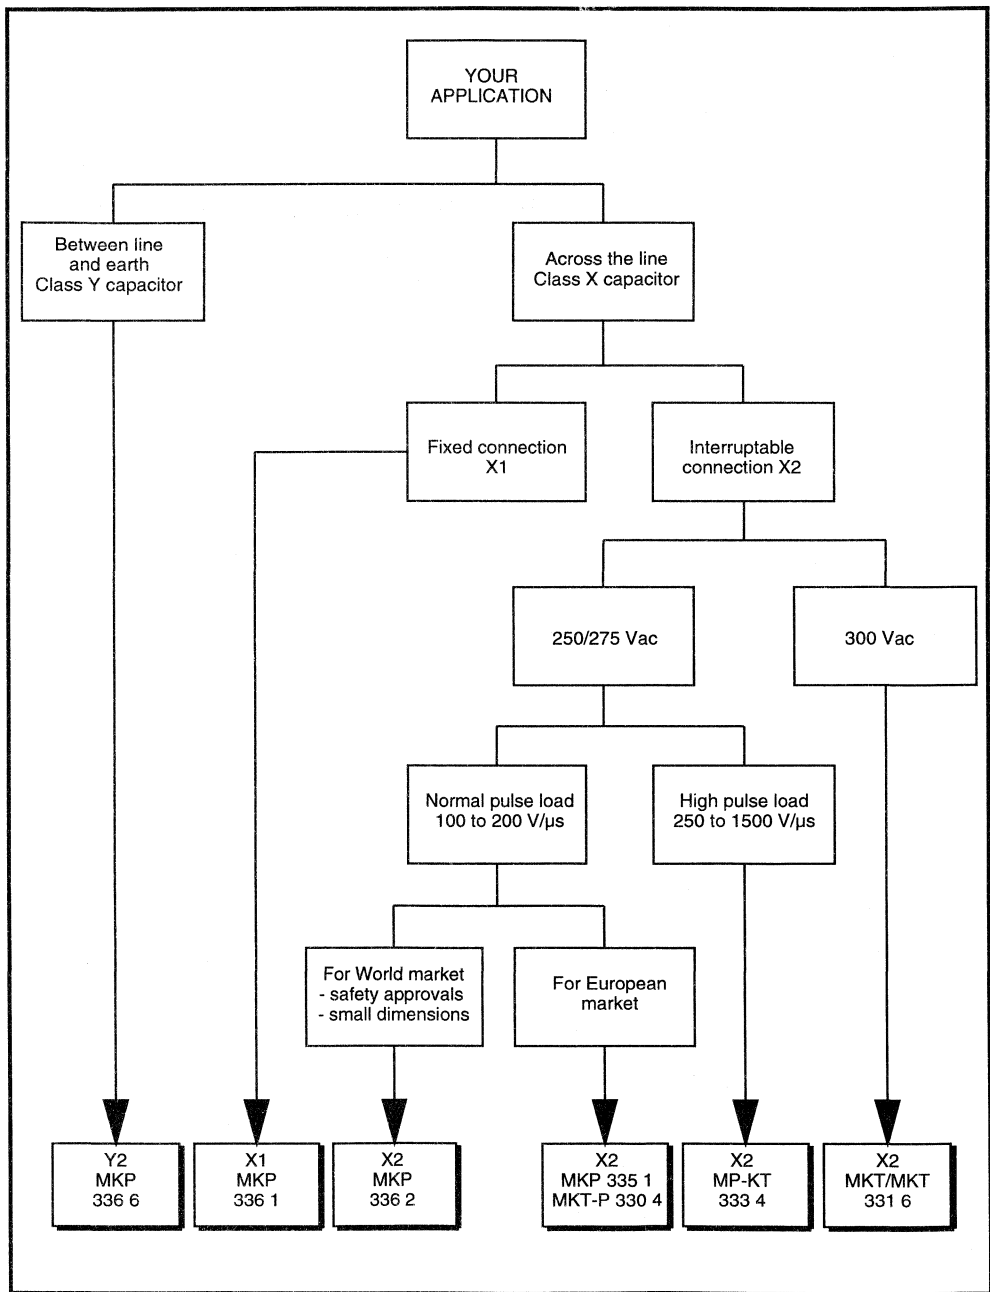 YOUR
APPLICATION
Between line
and earth
Class Y capacitor
Across the line
Class X capacitor
Fixed connection
X1
Interruptable
connection X2
250/275 Vac
300 Vac
Normal pulse load
100 to 200 V/µs
High pulse load
250 to 1500 V/µs
For World market
- safety approvals
- small dimensions
For European
market
Y2
MKP
336 6
X1
MKP
336 1
X2
MKP
336 2
X2
MKP 335 1
MKT-P 330 4
X2
MP-KT
333 4
X2
MKT/MKT
331 6